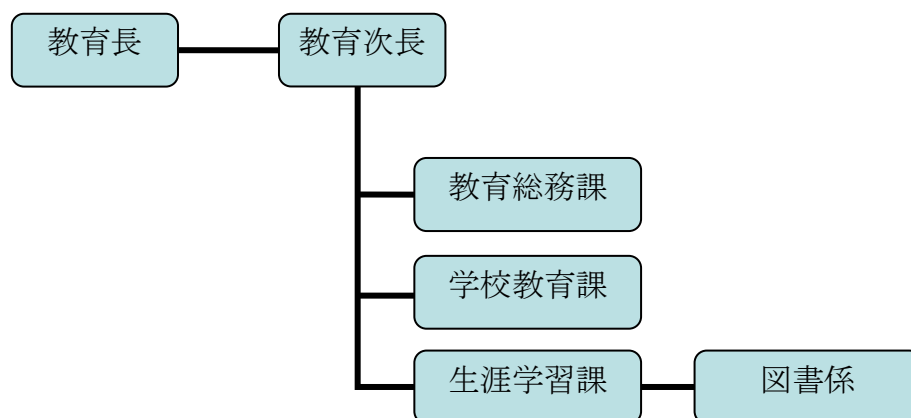 教育長
教育次長
教育総務課
学校教育課
生涯学習課
図書係